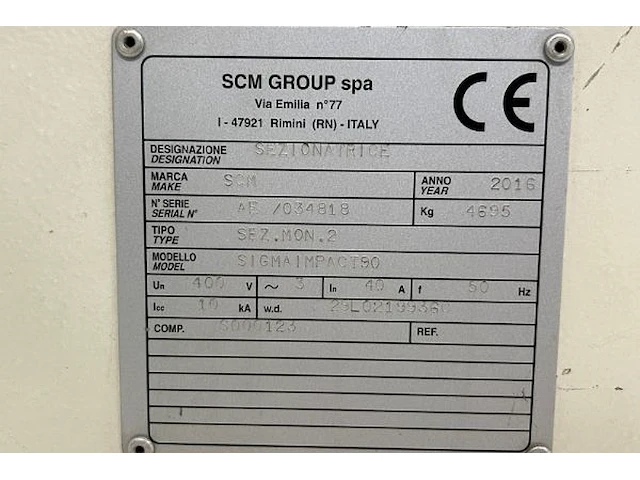 SCM GROUP spa
Via Emilia n°77
I - 47921 Rimini (RN) - ITALY
CE
DESIGNAZIONE SEZIONATRICE
DESIGNATION
MARCA SCM ANNO 2016
MAKE YEAR
N° SERIE AE /034818 Kg 4695
SERIAL N°
TIPO SEZ.MON.2
TYPE
MODELLO SIGMAIMPACT90
MODEL
Un 400 V ~ 3 In 40 A f 50 Hz
Icc 10 kA w.d.
COMP. S000123 REF.